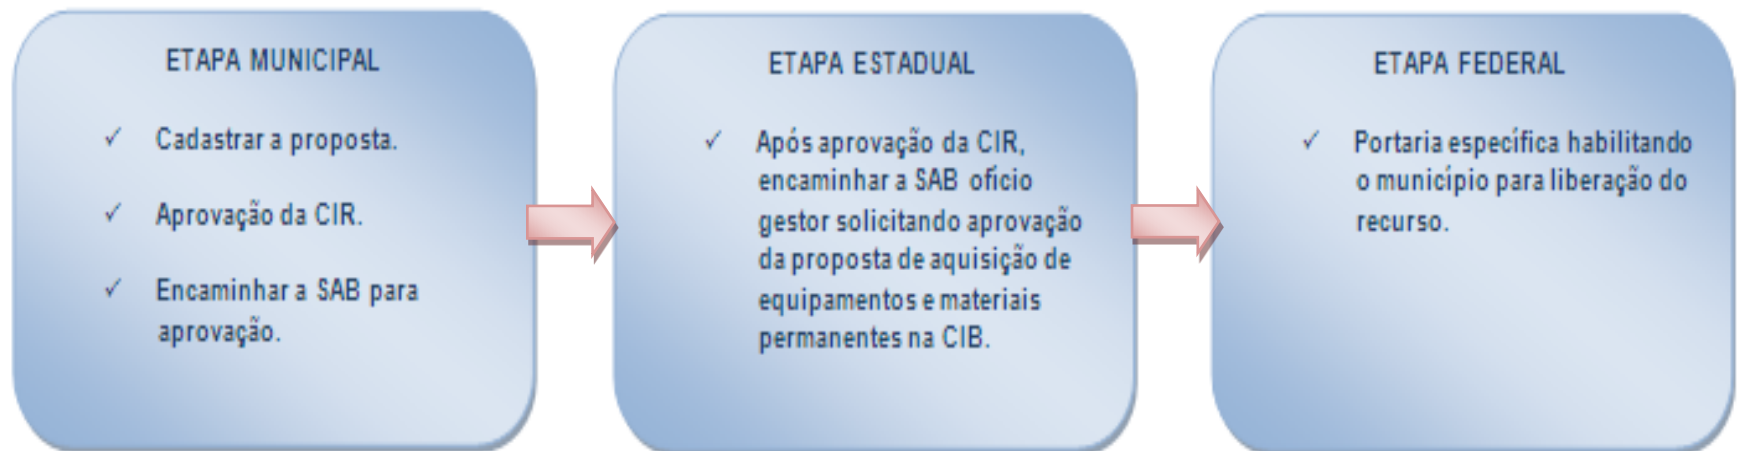 ETAPA MUNICIPAL
✓ Cadastrar a proposta.
✓ Aprovação da CIR.
✓ Encaminhar a SAB para
aprovação.
ETAPA ESTADUAL
✓ Após aprovação da CIR,
encaminhar a SAB ofício
gestor solicitando aprovação
da proposta de aquisição de
equipamentos e materiais
permanentes na CIB.
ETAPA FEDERAL
✓ Portaria específica habilitando
o município para liberação do
recurso.